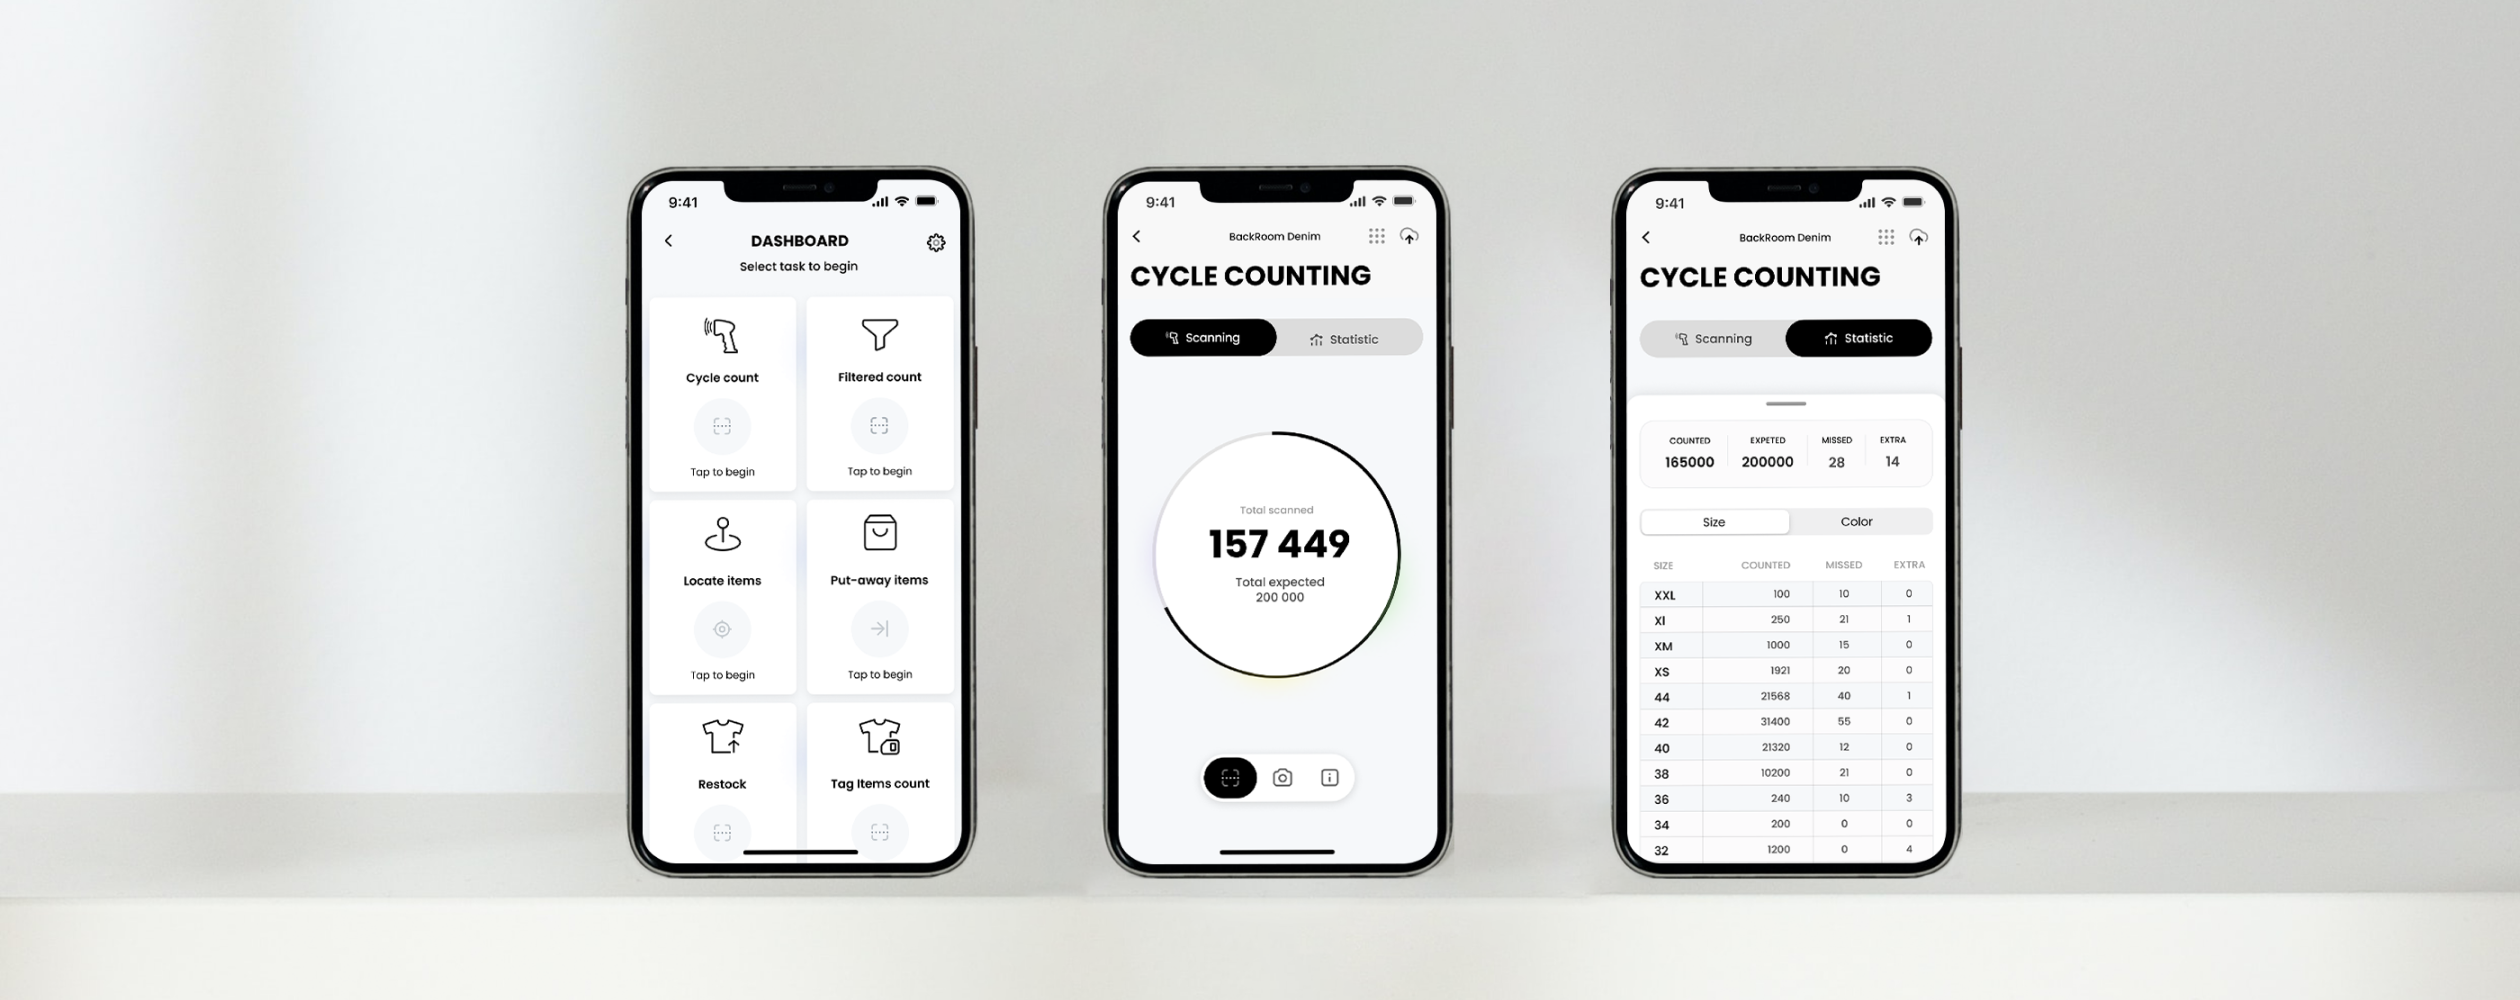 9:41
DASHBOARD
Select task to begin
Cycle count
Filtered count
Tap to begin
Tap to begin
Locate items
Put-away items
Tap to begin
Tap to begin
Restock
Tag Items count
9:41
BackRoom Denim
CYCLE COUNTING
Scanning Statistic
Total scanned
157 449
Total expected
200 000
9:41
BackRoom Denim
CYCLE COUNTING
Scanning Statistic
COUNTED EXPETED MISSED EXTRA
165000 200000 28 14
Size Color
SIZE COUNTED MISSED EXTRA
XXL 100 10 0
Xl 250 21 1
XM 1000 15 0
XS 1921 20 0
44 21568 40 1
42 31400 55 0
40 21320 12 0
38 10200 21 0
36 240 10 3
34 200 0 0
32 1200 0 4